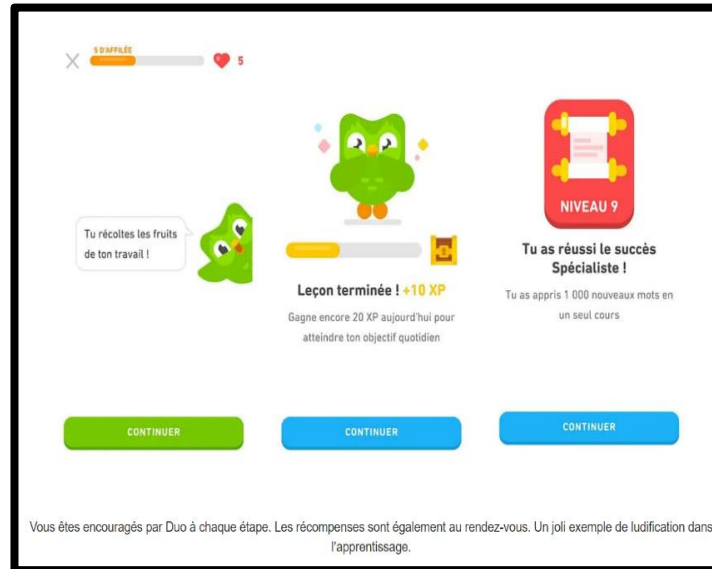 5 D'AFFILÉE
5
Tu récoltes les fruits
de ton travail !
Leçon terminée ! +10 XP
Gagne encore 20 XP aujourd'hui pour
atteindre ton objectif quotidien
NIVEAU 9
Tu as réussi le succès
Spécialiste !
Tu as appris 1 000 nouveaux mots en
un seul cours
CONTINUER
CONTINUER
CONTINUER
Vous êtes encouragés par Duo à chaque étape. Les récompenses sont également au rendez-vous. Un joli exemple de ludification dans
l'apprentissage.